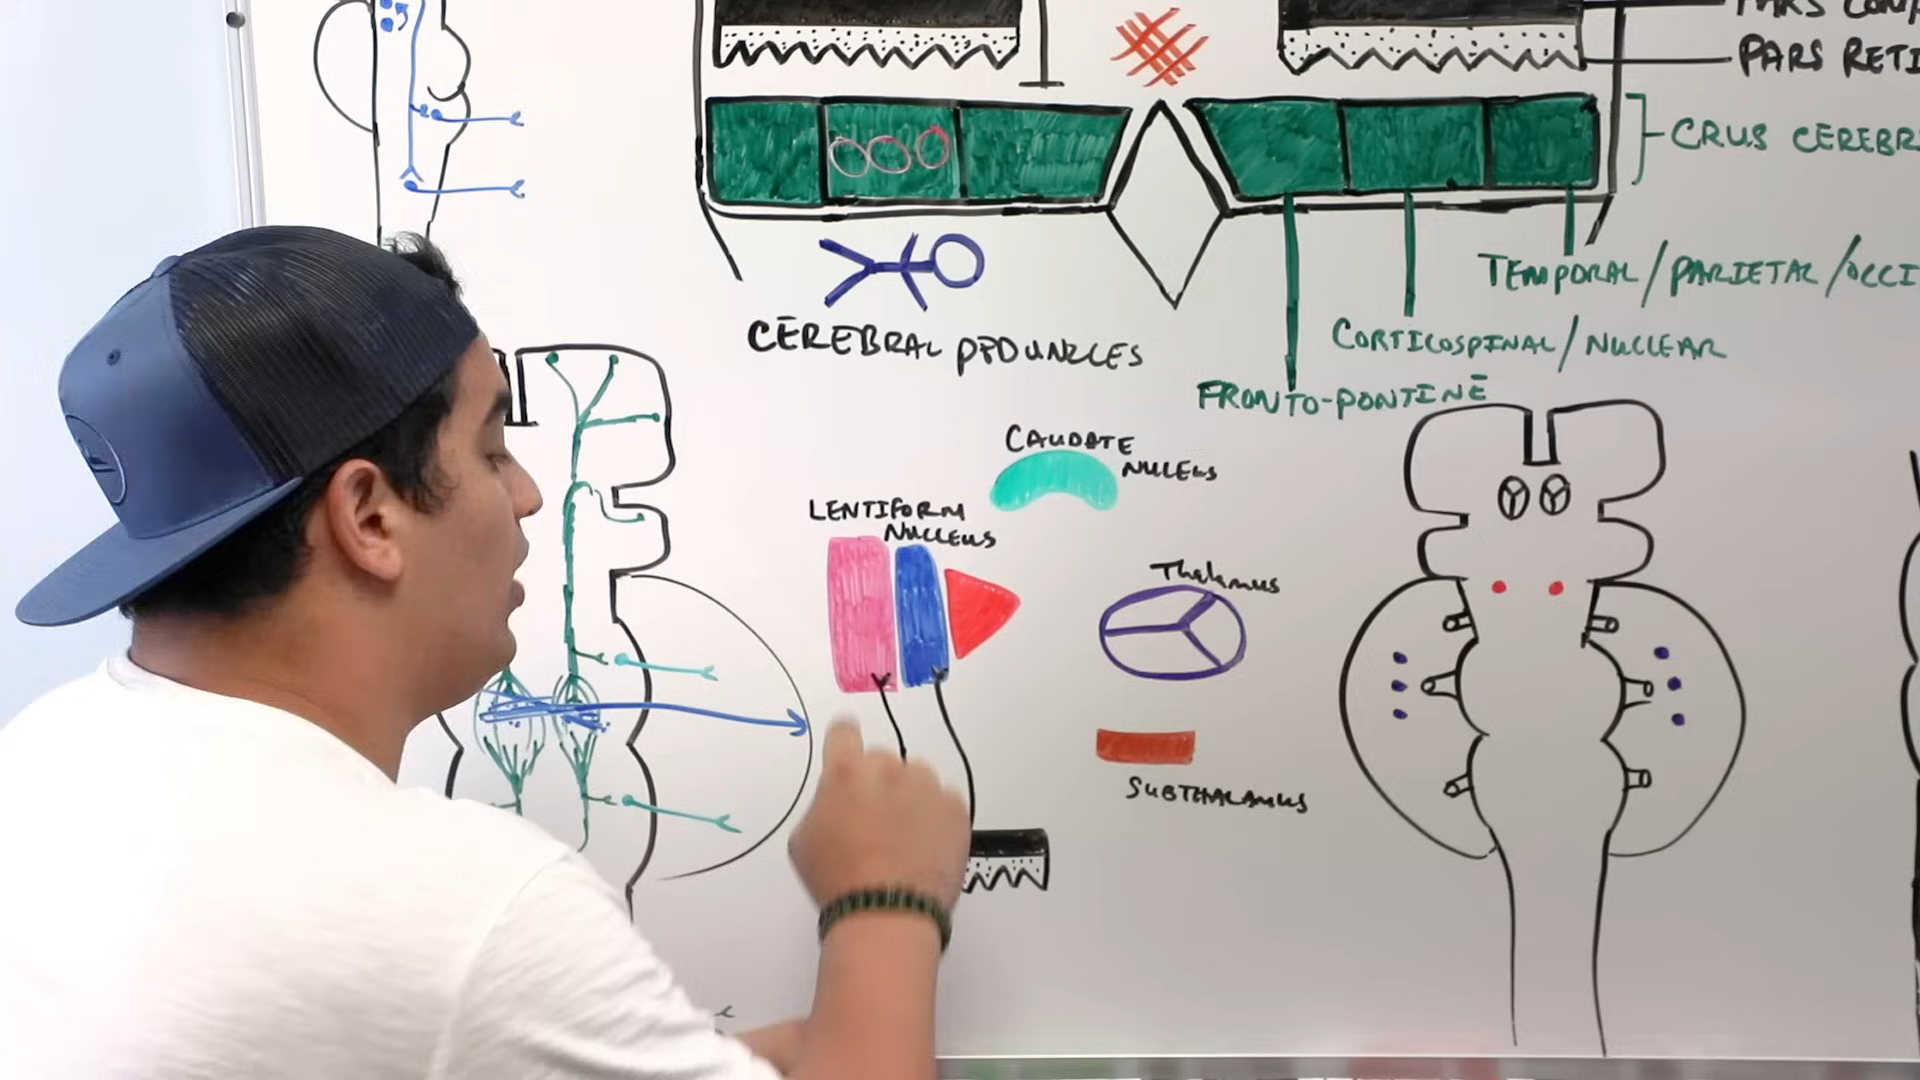 PARS
PARS RETI
CRUS CEREBR
TEMPORAL/PARIETAL/OCCI
CORTICOSPINAL/NUCLEAR
FRONTO-PONTINE
CEREBRAL PEDUNCLES
CAUDATE
NUCLEUS
LENTIFORM
NUCLEUS
Thalamus
SUBTHALAMUS